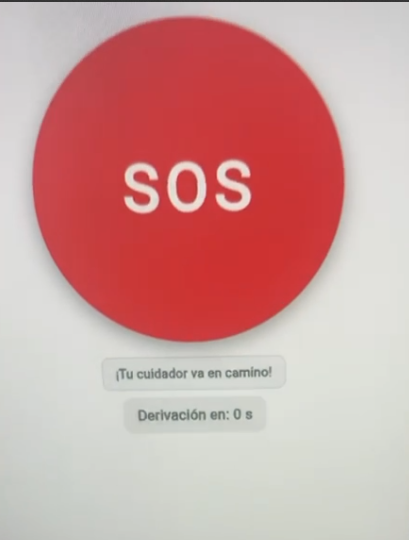 SOS
¡Tu cuidador va en camino!
Derivación en: 0 s